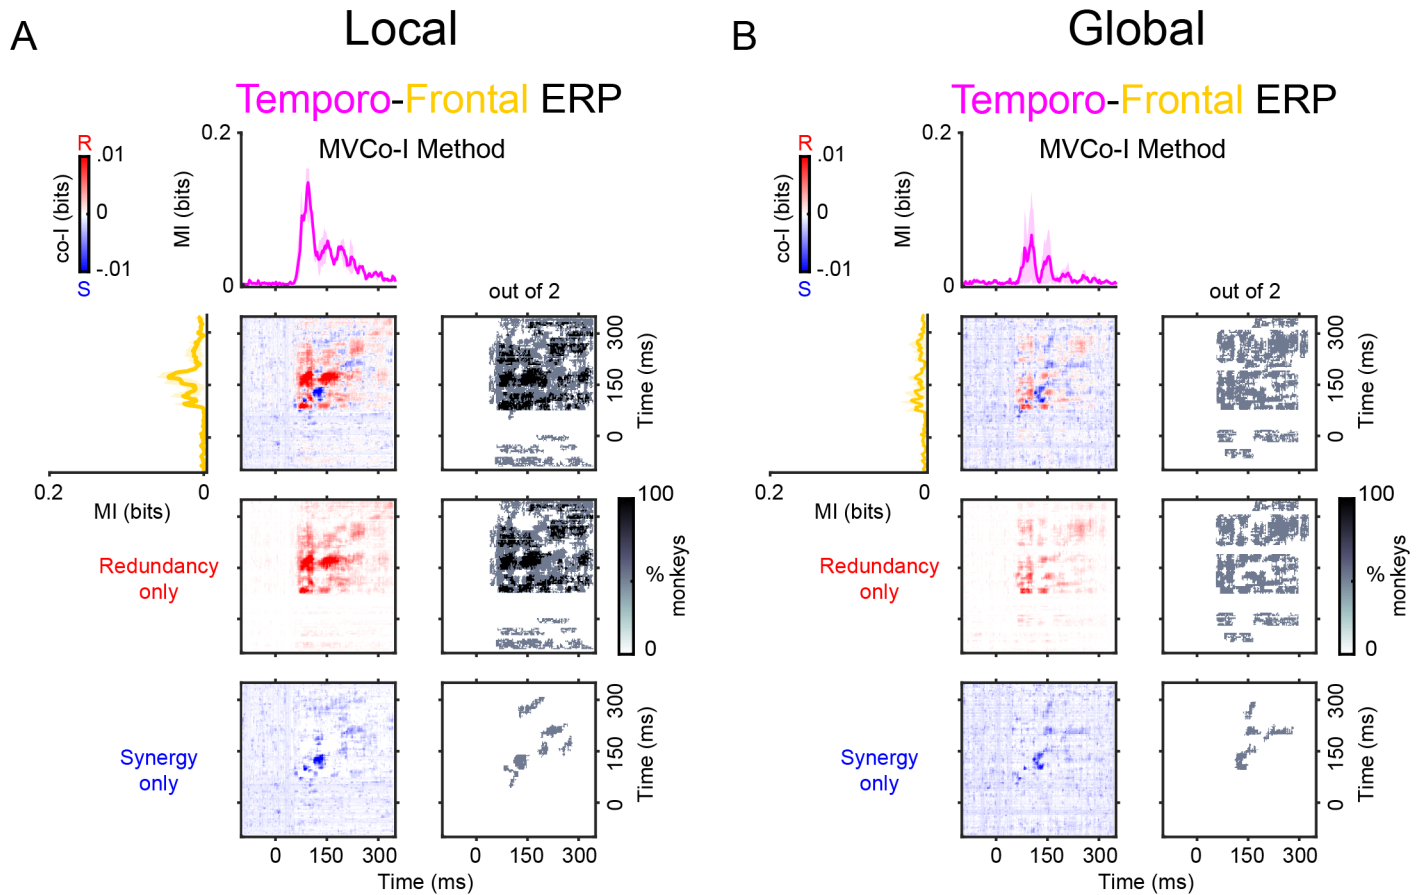 A
Local
Temporo-Frontal ERP
MVCo-I Method
R
.01
0
-.01
S
co-I (bits)
0.2
MI (bits)
0
out of 2
300
150
0
Time (ms)
0.2
0
MI (bits)
Redundancy
only
100
%
0
monkeys
Synergy
only
300
150
0
Time (ms)
0
150
300
0
150
300
Time (ms)
B
Global
Temporo-Frontal ERP
MVCo-I Method
R
.01
0
-.01
S
co-I (bits)
0.2
MI (bits)
0
out of 2
300
150
0
Time (ms)
0.2
0
MI (bits)
Redundancy
only
100
%
0
monkeys
Synergy
only
300
150
0
Time (ms)
0
150
300
0
150
300
Time (ms)